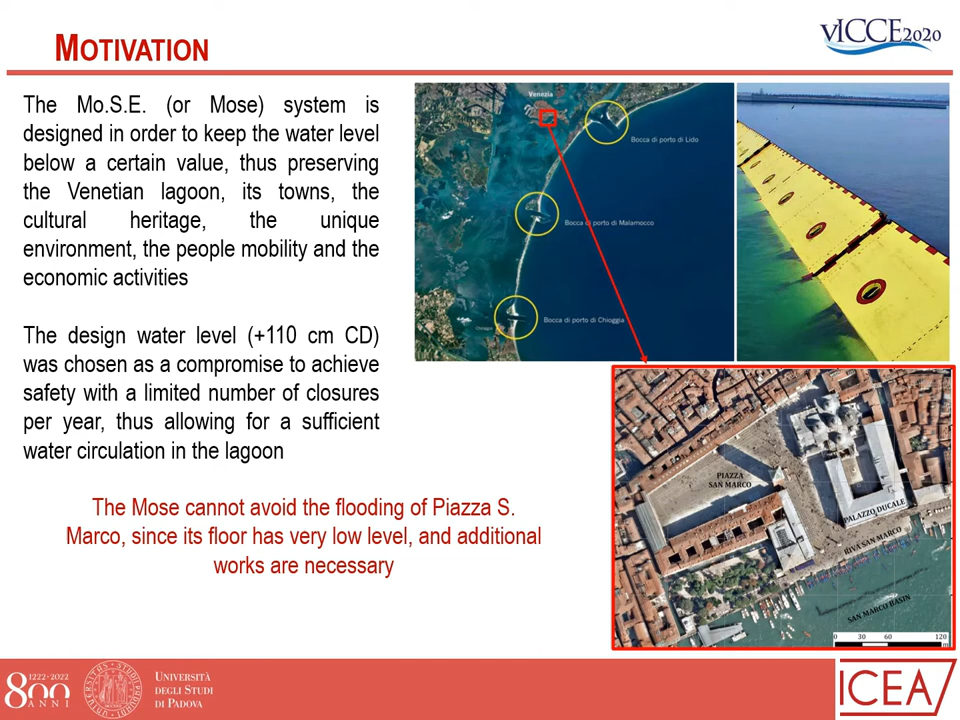 MOTIVATION
vICCE2020
The Mo.S.E. (or Mose) system is
designed in order to keep the water level
below a certain value, thus preserving
the Venetian lagoon, its towns, the
cultural heritage, the unique
environment, the people mobility and the
economic activities
The design water level (+110 cm CD)
was chosen as a compromise to achieve
safety with a limited number of closures
per year, thus allowing for a sufficient
water circulation in the lagoon
The Mose cannot avoid the flooding of Piazza S.
Marco, since its floor has very low level, and additional
works are necessary
Venezia
Bocca di porto di Lido
Bocca di porto di Malamocco
Bocca di porto di Chioggia
PIAZZA
SAN MARCO
PALAZZO DUCALE
RIVA SAN MARCO
SAN MARCO BASIN
0 30 60 120
m
1222·2022
800
ANNI
UNIVERSITÀ
DEGLI STUDI
DI PADOVA
ICEA